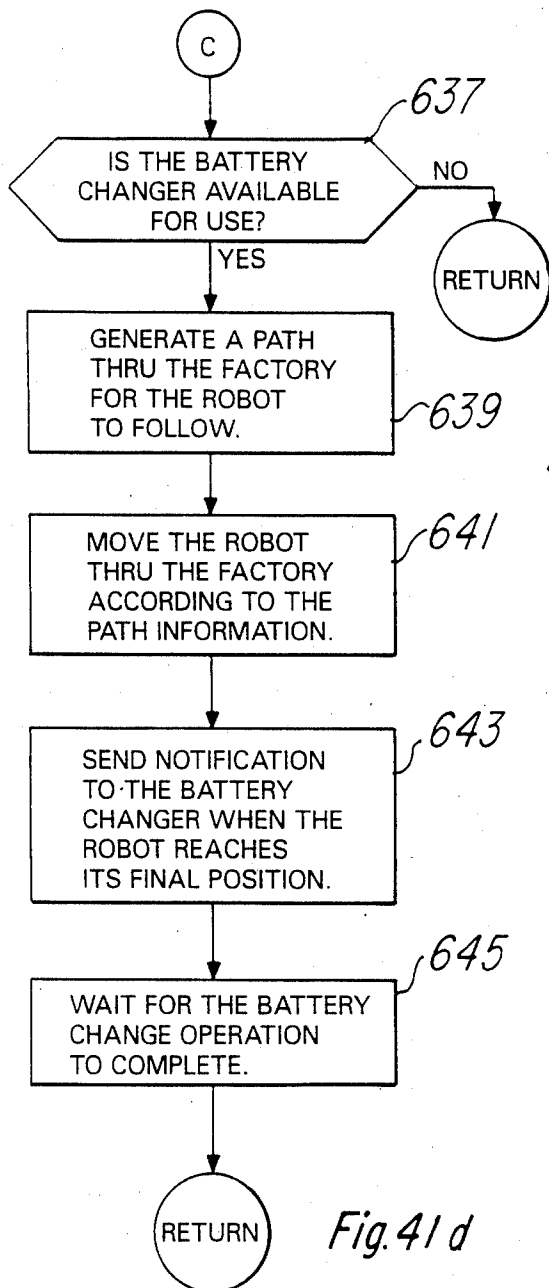 C
637
IS THE BATTERY
CHANGER AVAILABLE
FOR USE?
NO
RETURN
YES
GENERATE A PATH
THRU THE FACTORY
FOR THE ROBOT
TO FOLLOW.
639
641
MOVE THE ROBOT
THRU THE FACTORY
ACCORDING TO THE
PATH INFORMATION.
643
SEND NOTIFICATION
TO THE BATTERY
CHANGER WHEN THE
ROBOT REACHES
ITS FINAL POSITION.
645
WAIT FOR THE BATTERY
CHANGE OPERATION
TO COMPLETE.
RETURN
Fig. 41d